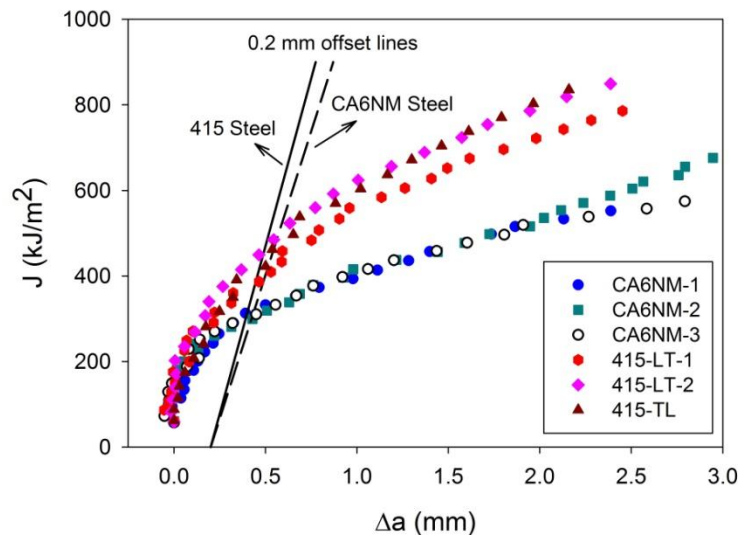 1000
800
600
400
200
0
J (kJ/m²)
0.2 mm offset lines
415 Steel
CA6NM Steel
CA6NM-1
CA6NM-2
CA6NM-3
415-LT-1
415-LT-2
415-TL
0.0 0.5 1.0 1.5 2.0 2.5 3.0
Δa (mm)